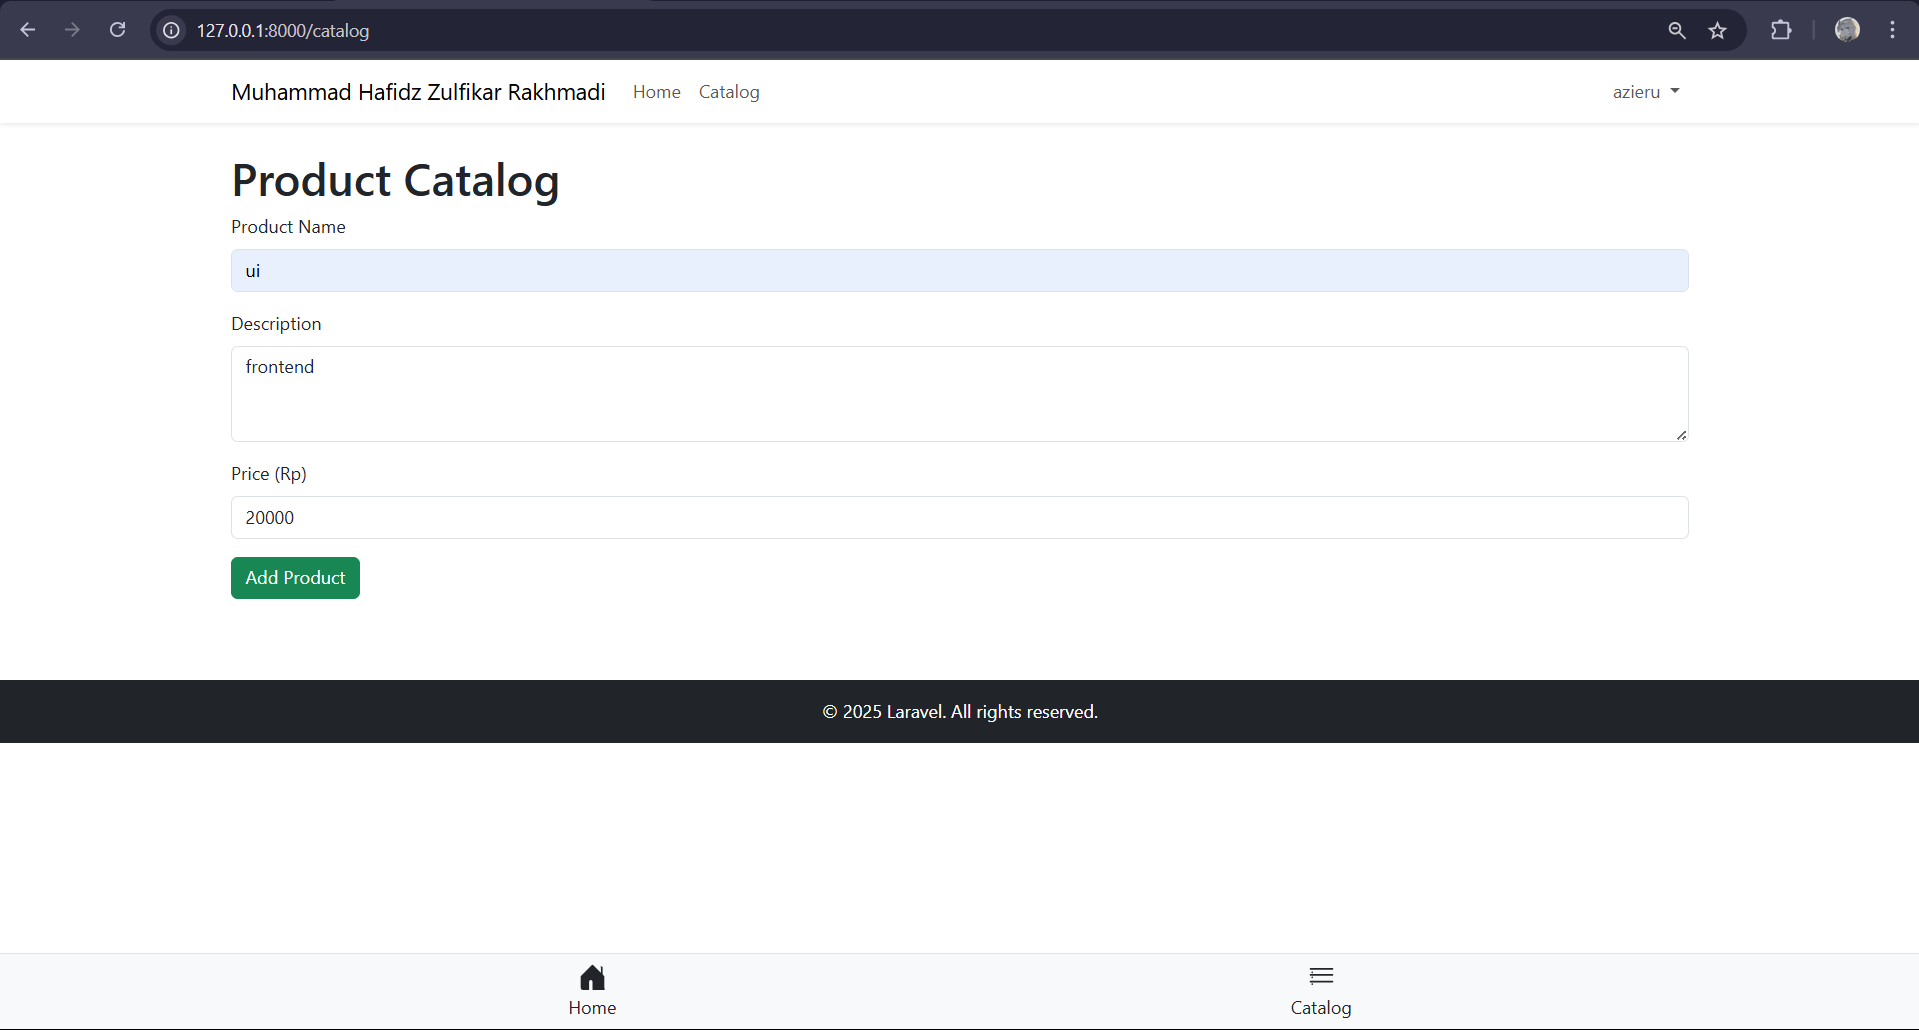 127.0.0.1:8000/catalog
Muhammad Hafidz Zulfikar Rakhmadi Home Catalog azieru
Product Catalog
Product Name
ui
Description
frontend
Price (Rp)
20000
Add Product
© 2025 Laravel. All rights reserved.
Home Catalog